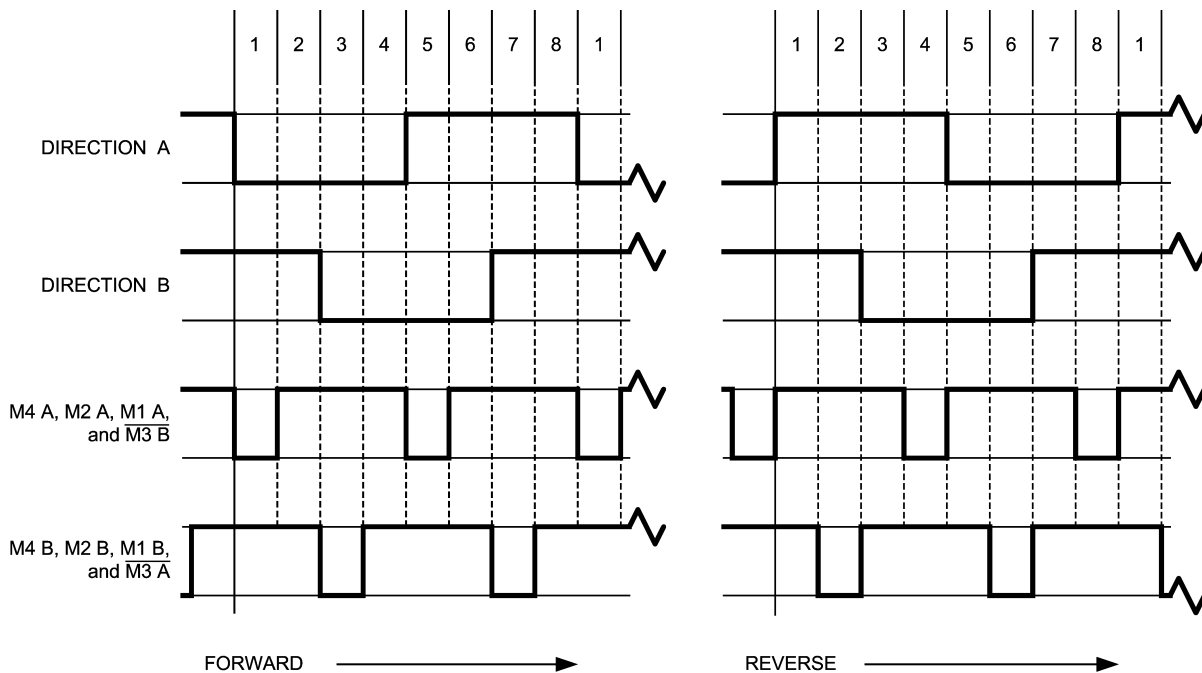 1 2 3 4 5 6 7 8 1
1 2 3 4 5 6 7 8 1
DIRECTION A
DIRECTION B
M4 A, M2 A, M1 A,
and M3 B
M4 B, M2 B, M1 B,
and M3 A
FORWARD
REVERSE